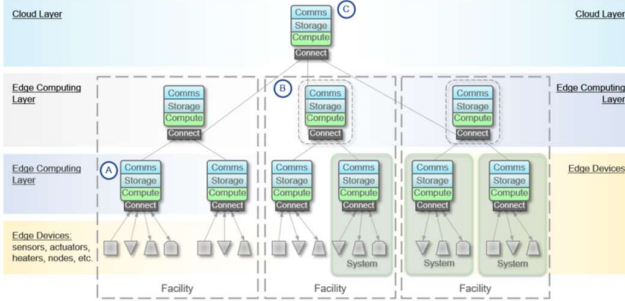 Cloud Layer
Comms
Storage
Compute
Connect
C
Cloud Layer
Edge Computing
Layer
Comms
Storage
Compute
Connect
B
Comms
Storage
Compute
Connect
Comms
Storage
Compute
Connect
Edge Computing
Layer
Edge Computing
Layer
A
Comms
Storage
Compute
Connect
Comms
Storage
Compute
Connect
Comms
Storage
Compute
Connect
Comms
Storage
Compute
Connect
Comms
Storage
Compute
Connect
Comms
Storage
Compute
Connect
Edge Devices
Edge Devices:
sensors, actuators,
heaters, nodes, etc.
System
System
System
Facility
Facility
Facility